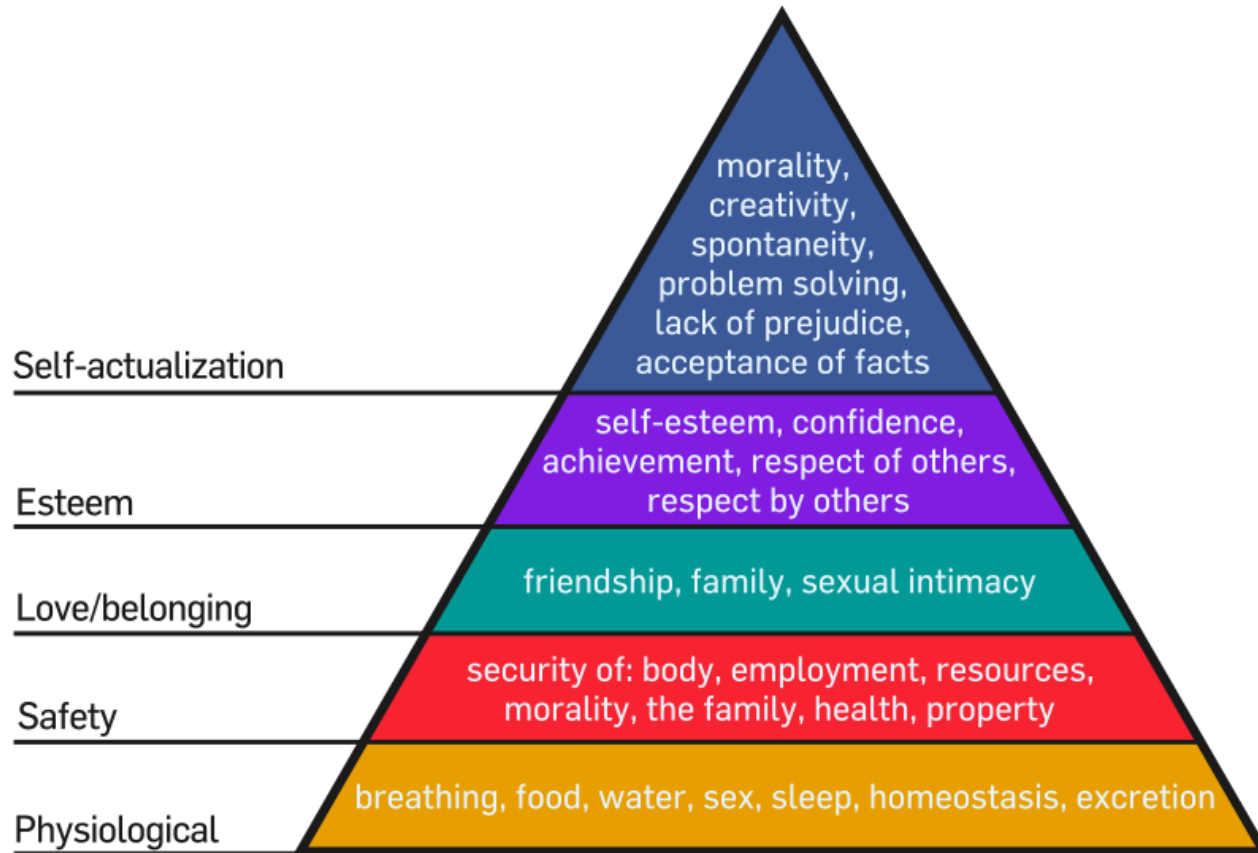 morality,
creativity,
spontaneity,
problem solving,
lack of prejudice,
acceptance of facts
Self-actualization
self-esteem, confidence,
achievement, respect of others,
respect by others
Esteem
friendship, family, sexual intimacy
Love/belonging
security of: body, employment, resources,
morality, the family, health, property
Safety
breathing, food, water, sex, sleep, homeostasis, excretion
Physiological